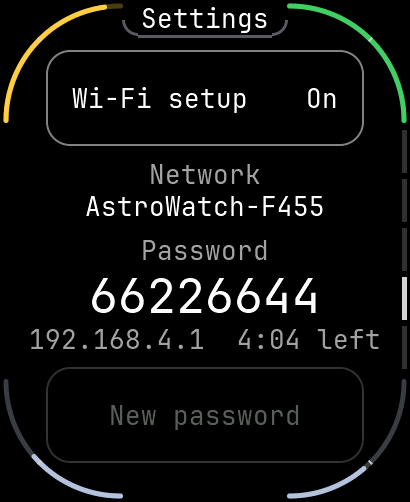 Settings
Wi-Fi setup On
Network
AstroWatch-F455
Password
66226644
192.168.4.1 4:04 left
New password